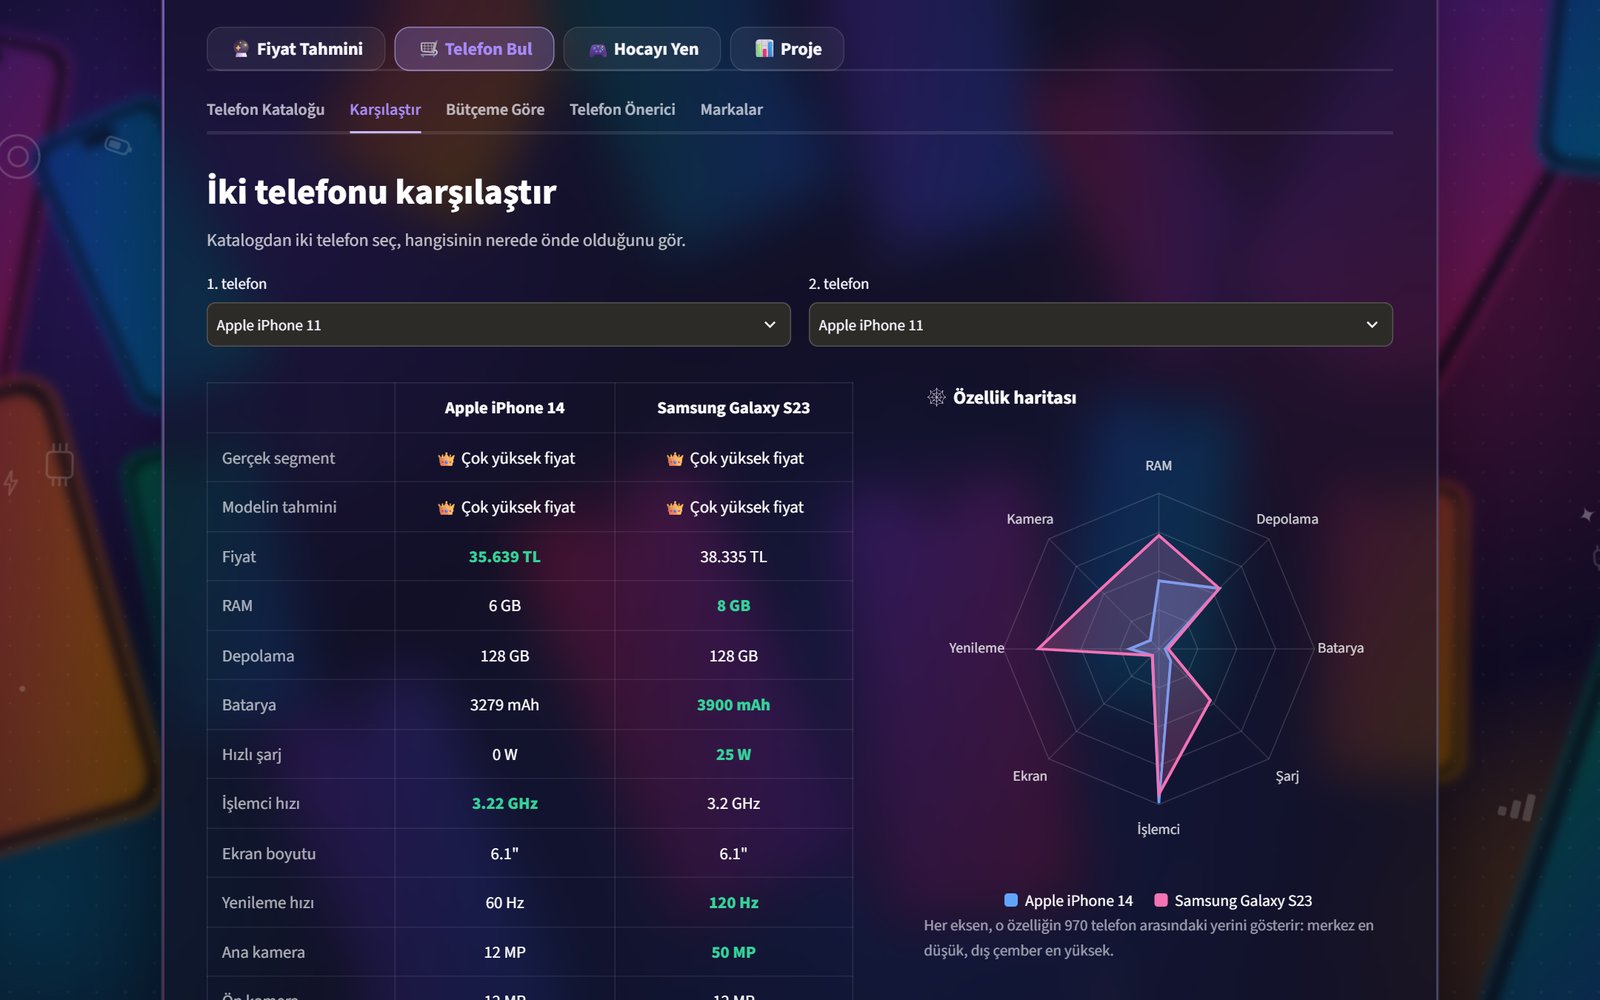 Fiyat Tahmini
Telefon Bul
Hocayı Yen
Proje
Telefon Kataloğu
Karşılaştır
Bütçeme Göre
Telefon Önerici
Markalar
İki telefonu karşılaştır
Katalogdan iki telefon seç, hangisinin nerede önde olduğunu gör.
1. telefon
2. telefon
Apple iPhone 11
Apple iPhone 11
Apple iPhone 14 Samsung Galaxy S23
Gerçek segment Çok yüksek fiyat Çok yüksek fiyat
Modelin tahmini Çok yüksek fiyat Çok yüksek fiyat
Fiyat 35.639 TL 38.335 TL
RAM 6 GB 8 GB
Depolama 128 GB 128 GB
Batarya 3279 mAh 3900 mAh
Hızlı şarj 0 W 25 W
İşlemci hızı 3.22 GHz 3.2 GHz
Ekran boyutu 6.1" 6.1"
Yenileme hızı 60 Hz 120 Hz
Ana kamera 12 MP 50 MP
Ön kamera 12 MP 12 MP
Özellik haritası
RAM
Kamera
Depolama
Yenileme
Batarya
Ekran
Şarj
İşlemci
Apple iPhone 14
Samsung Galaxy S23
Her eksen, o özelliğin 970 telefon arasındaki yerini gösterir: merkez en
düşük, dış çember en yüksek.